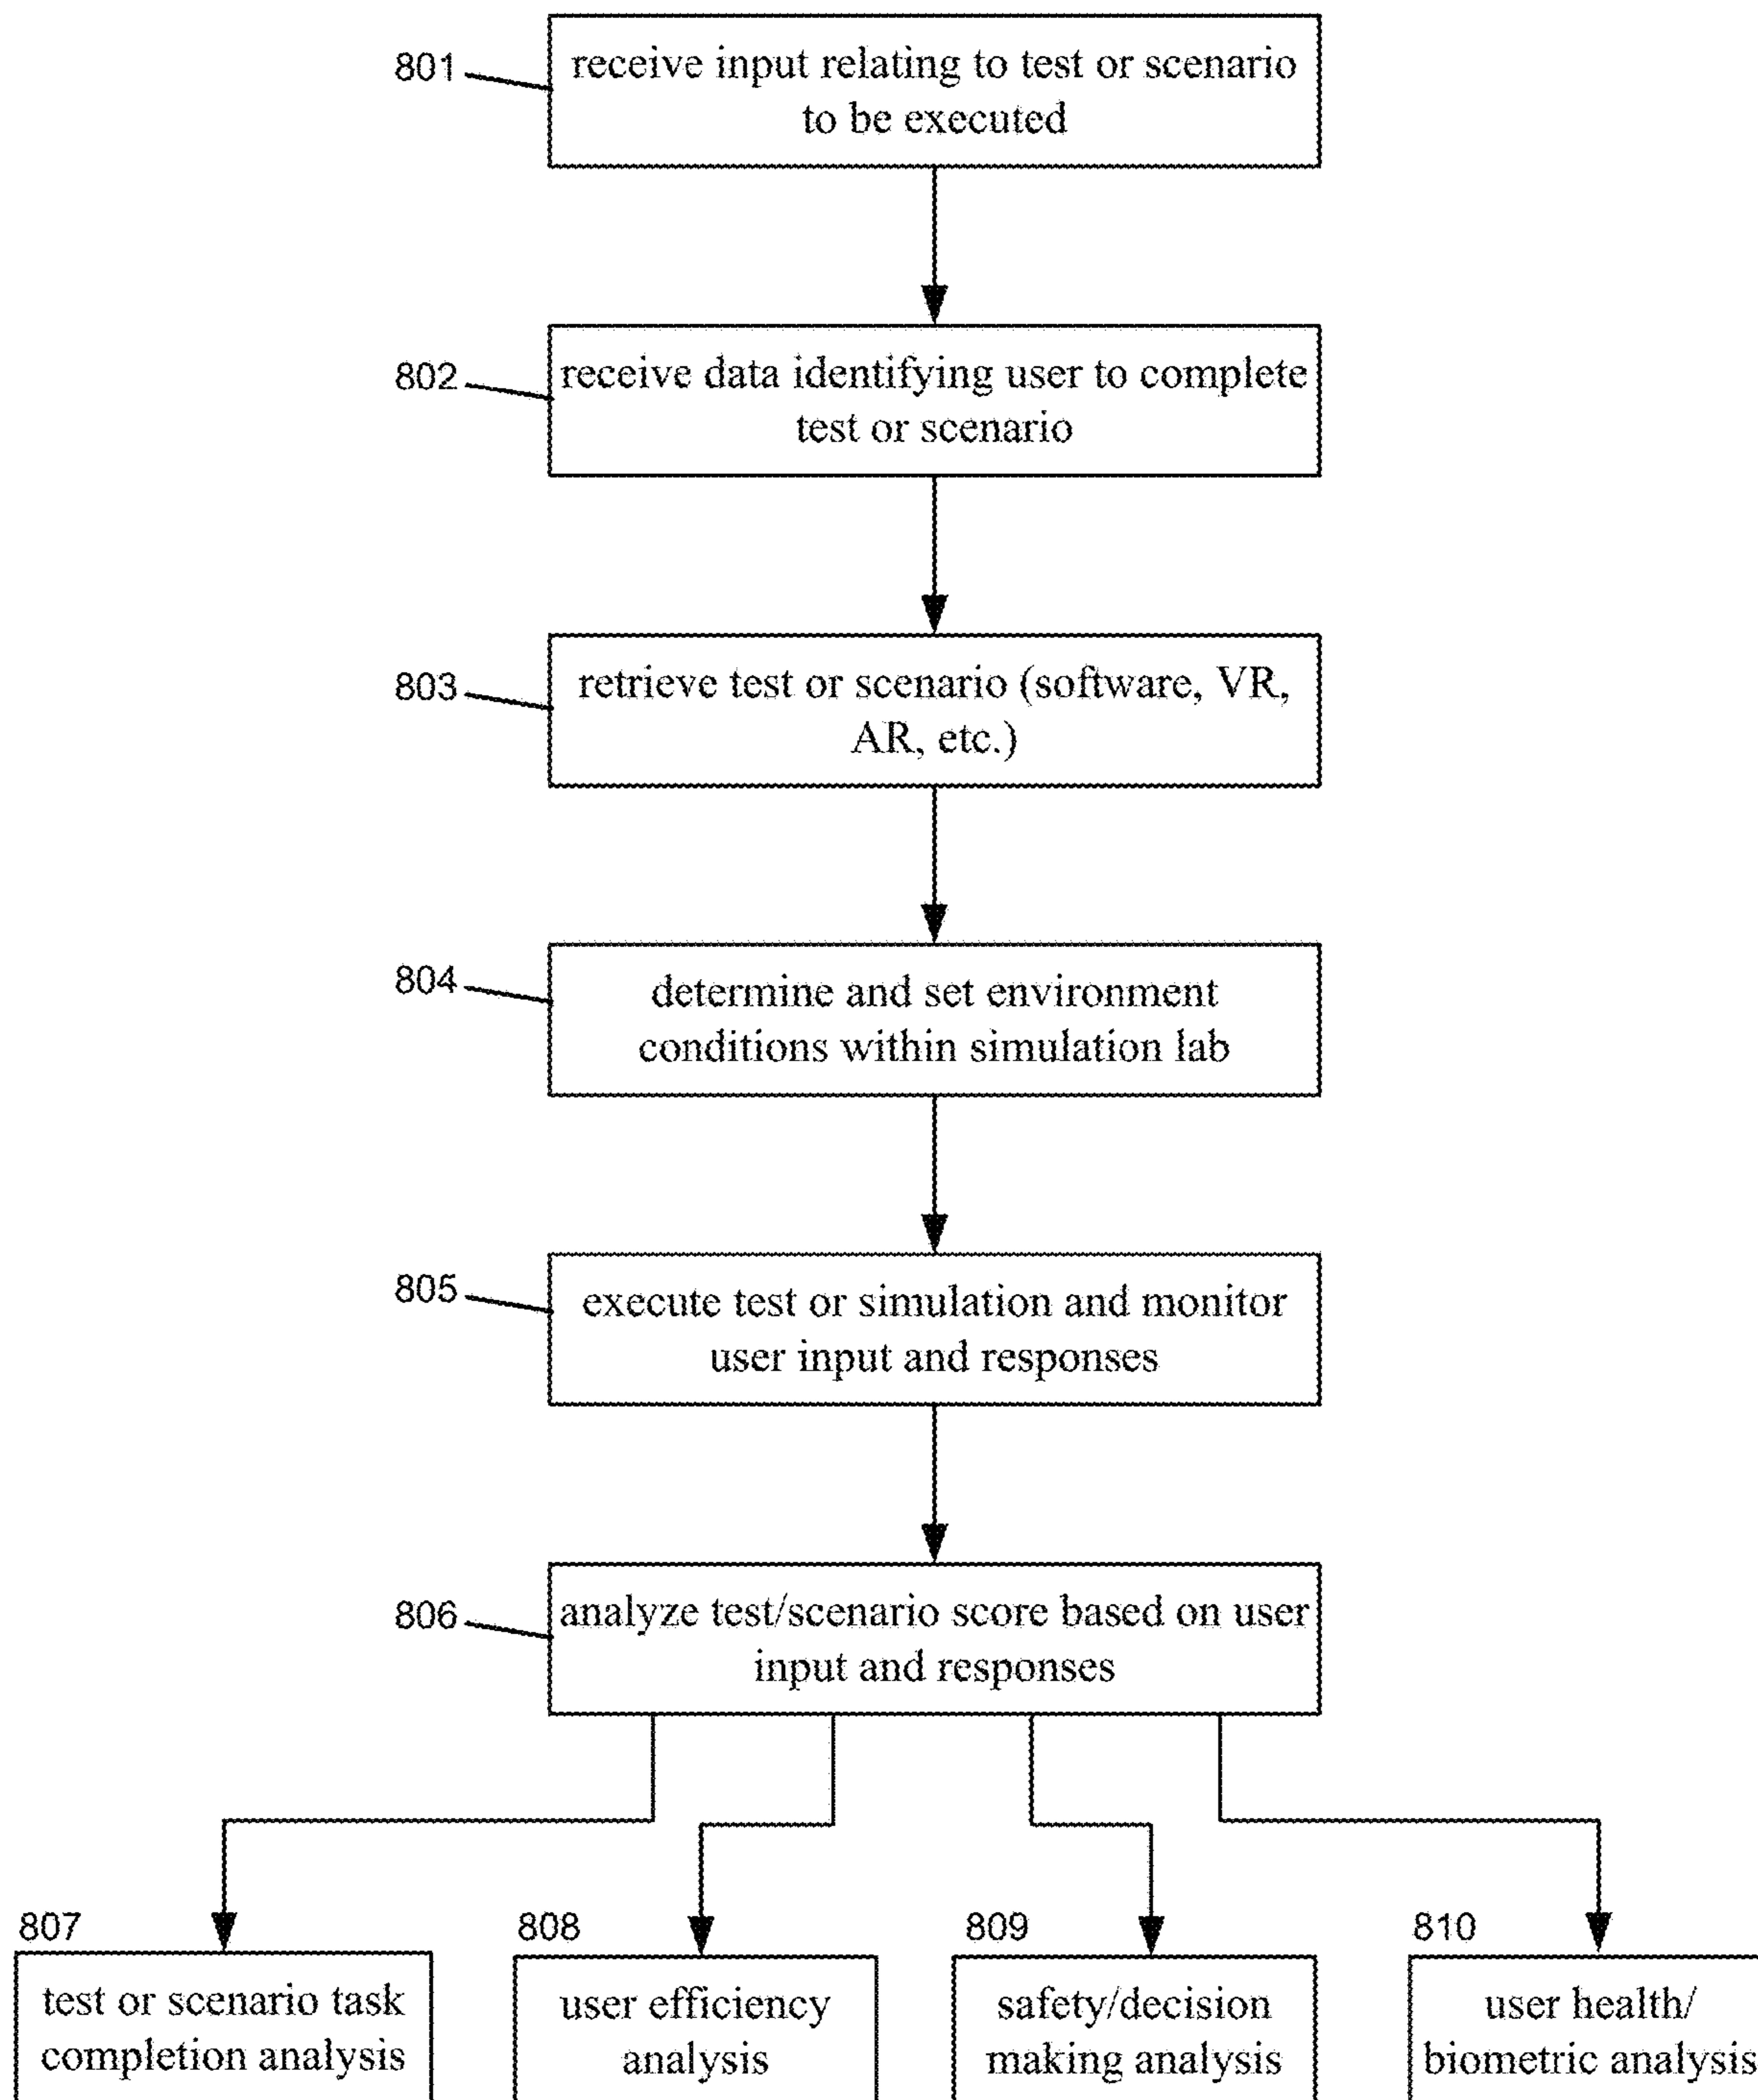 801
receive input relating to test or scenario
to be executed
802
receive data identifying user to complete
test or scenario
803
retrieve test or scenario (software, VR,
AR, etc.)
804
determine and set environment
conditions within simulation lab
805
execute test or simulation and monitor
user input and responses
806
analyze test/scenario score based on user
input and responses
807
test or scenario task
completion analysis
808
user efficiency
analysis
809
safety/decision
making analysis
810
user health/
biometric analysis